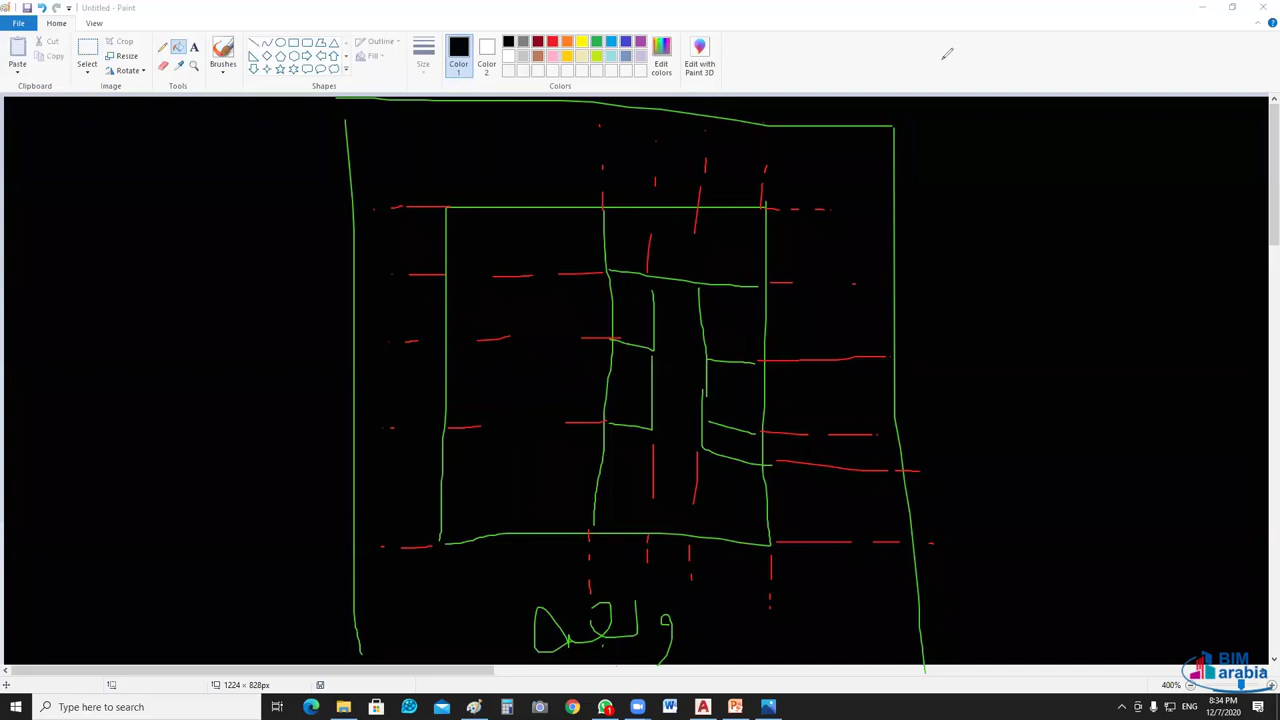 Untitled - Paint
File Home View
Paste Cut Copy Select Crop Resize Rotate Brushes Outline Fill Size Color 1 Color 2 Edit colors Edit with Paint 3D
Clipboard Image Tools Shapes Colors
BIM arabia
1224 × 828px 400%
Type here to search 1 8:34 PM
12/7/2020